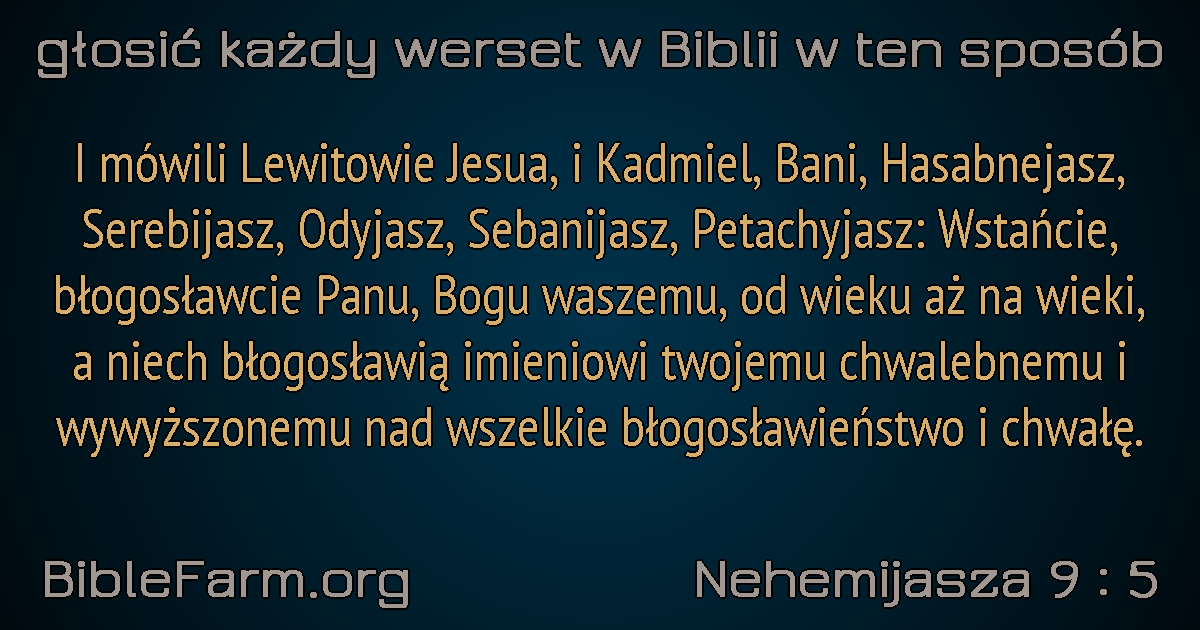 głosić każdy werset w Biblii w ten sposób
I mówili Lewitowie Jesua, i Kadmiel, Bani, Hasabnejasz,
Serebijasz, Odyjasz, Sebanijasz, Petachyjasz: Wstańcie,
błogosławcie Panu, Bogu waszemu, od wieku aż na wieki,
a niech błogosławią imieniowi twojemu chwalebnemu i
wywyższonemu nad wszelkie błogosławieństwo i chwałę.
BibleFarm.org
Nehemijasza 9 : 5